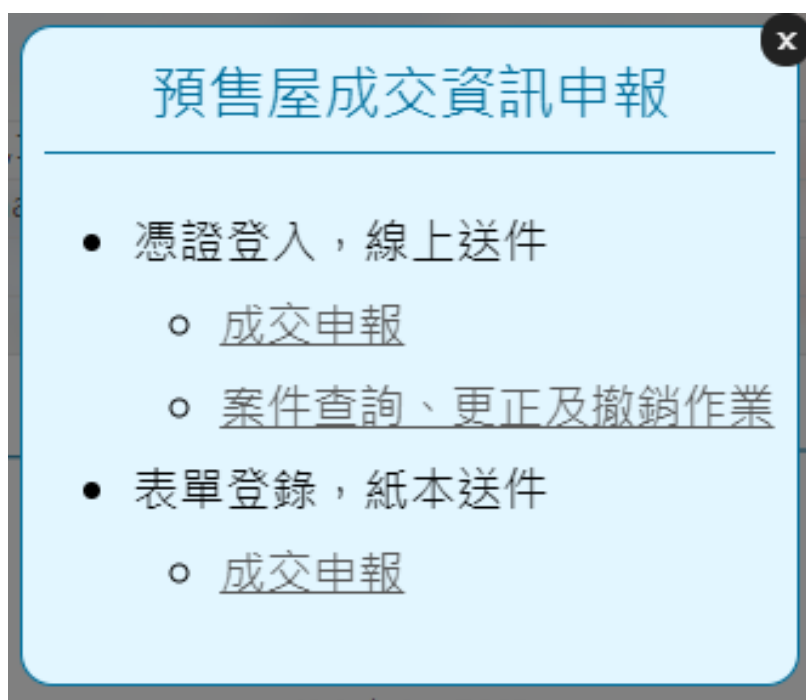 x
預售屋成交資訊申報
憑證登入，線上送件
成交申報
案件查詢、更正及撤銷作業
表單登錄，紙本送件
成交申報